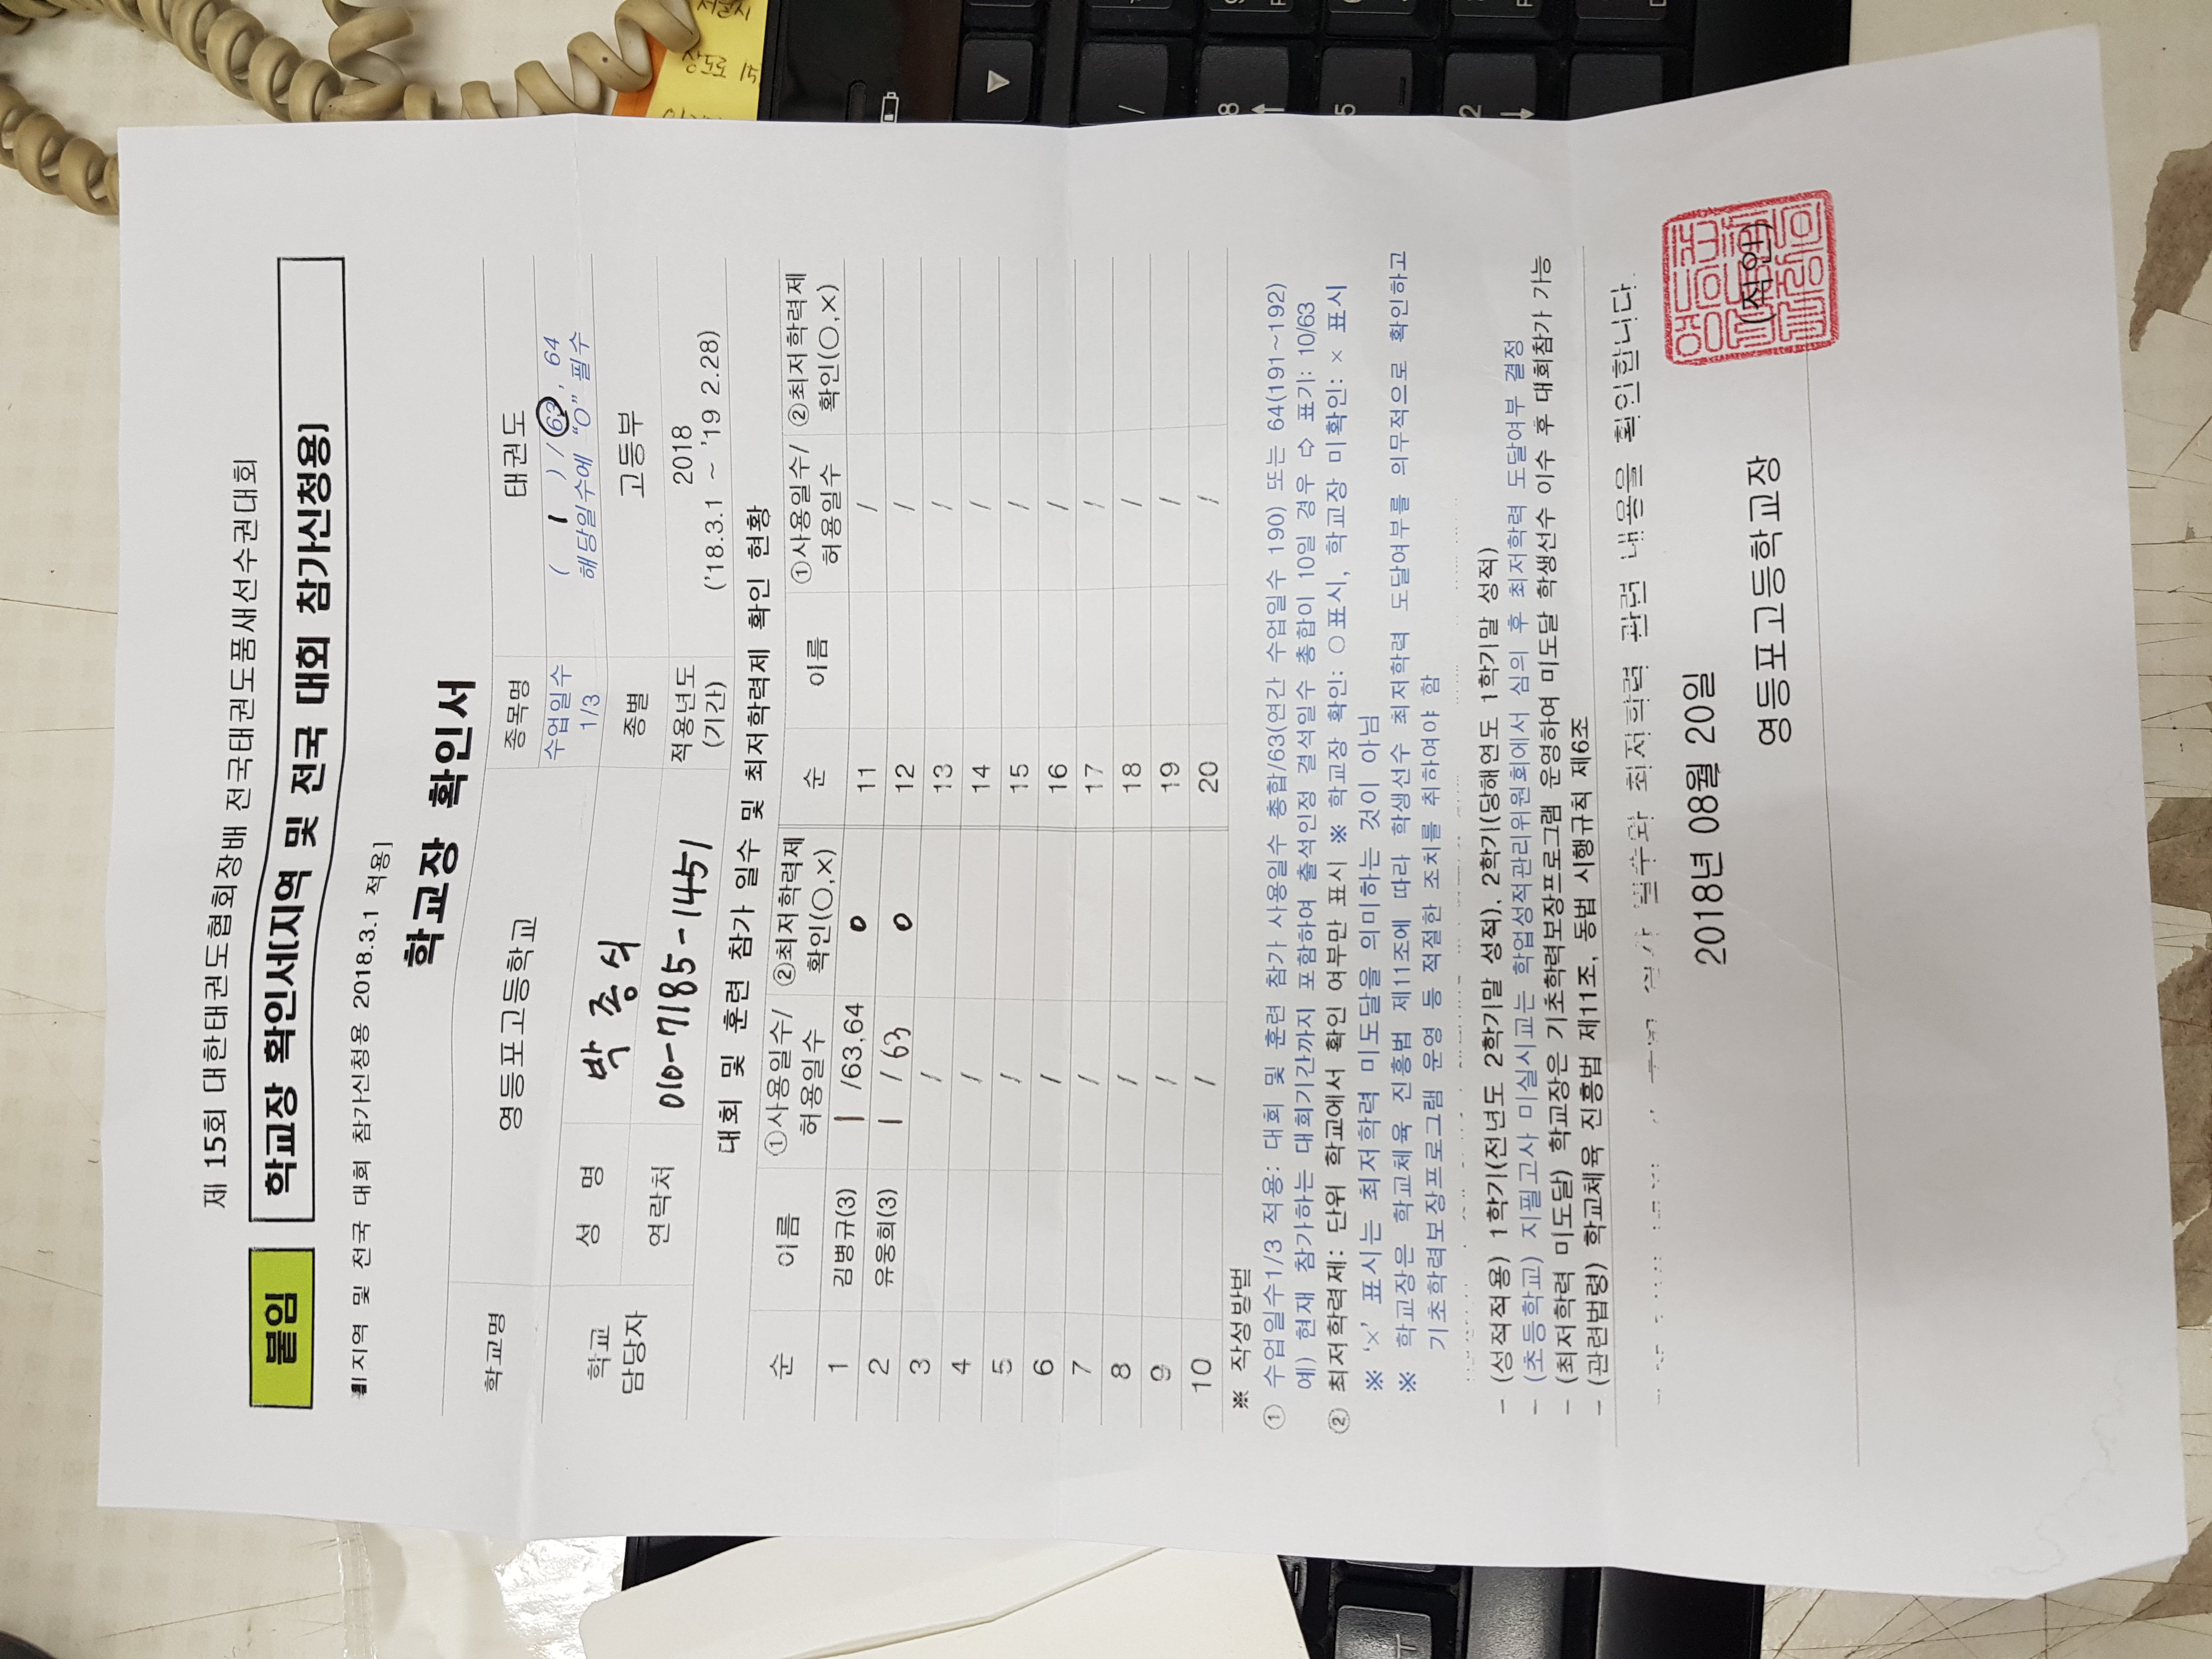 제 15회 대한태권도협회장배 전국태권도품새선수권대회
붙임 학교장 확인서[지역 및 전국 대회 참가신청용]
지역 및 전국 대회 참가신청용 2018.3.1 적용]
학교장 확인서
학교명 영등포고등학교 종목명 태권도
수업일수 1/3 ( 1 ) / 63, 64
해당일수에 "O" 필수
학교 담당자 성 명 박종식 종별 고등부
연락처 010-7185-1451 적용년도 (기간) 2018
('18.3.1 ~ '19 2.28)
대회 및 훈련 참가 일수 및 최저학력제 확인 현황
순 이름 ①사용일수/허용일수 ②최저학력제 확인(○,×) 순 이름 ①사용일수/허용일수 ②최저학력제 확인(○,×)
1 김병규(3) 1 /63,64 o 11 /
2 유웅희(3) 1 / 63 o 12 /
3 / 13 /
4 / 14 /
5 / 15 /
6 / 16 /
7 / 17 /
8 / 18 /
9 / 19 /
10 / 20 /
※ 작성방법
① 수업일수1/3 적용: 대회 및 훈련 참가 사용일수 총합/63(연간 수업일수 190) 또는 64(191~192)
예) 현재 참가하는 대회기간까지 포함하여 출석인정 결석일수 총합이 10일 경우 ⇨ 표기: 10/63
② 최저학력제: 단위 학교에서 확인 여부만 표시 ※ 학교장 확인: ○표시, 학교장 미확인: × 표시
※ '×' 표시는 최저학력 미도달을 의미하는 것이 아님
※ 학교장은 학교체육 진흥법 제11조에 따라 학생선수 최저학력 도달여부를 의무적으로 확인하고
기초학력보장프로그램 운영 등 적절한 조치를 취하여야 함
- (성적적용) 1학기(전년도 2학기말 성적), 2학기(당해연도 1학기말 성적)
- (초등학교) 지필고사 미실시교는 학업성적관리위원회에서 심의 후 최저학력 도달여부 결정
- (최저학력 미도달) 학교장은 기초학력보장프로그램 운영하여 미도달 학생선수 이수 후 대회참가 가능
- (관련법령) 학교체육 진흥법 제11조, 동법 시행규칙 제6조
최저학력 관련 내용을 확인합니다.
2018년 08월 20일
영등포고등학교장 (직인)